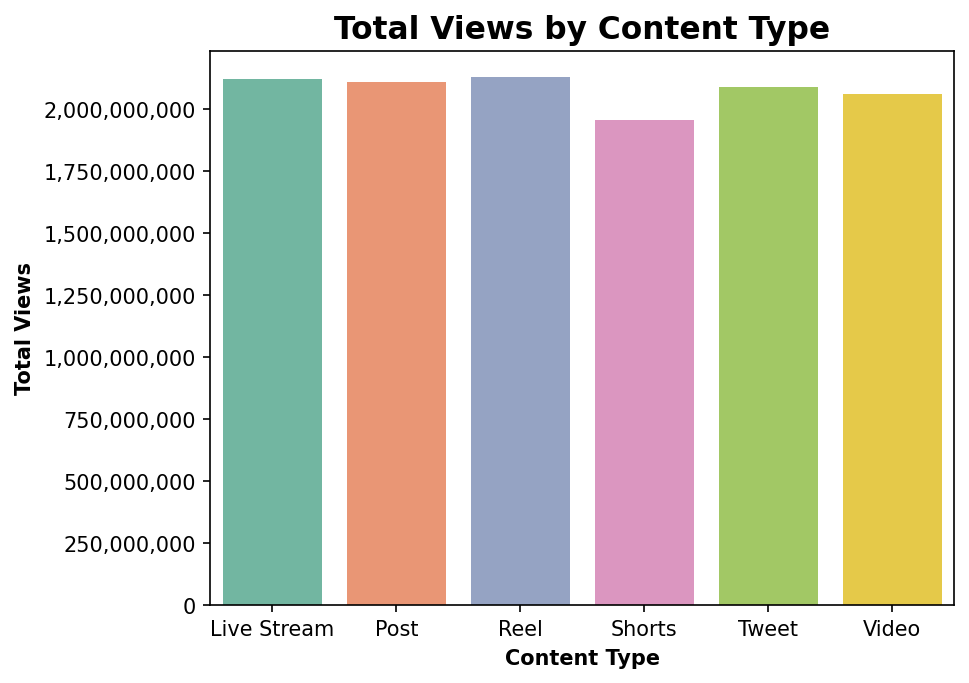 Total Views by Content Type
Total Views
2,000,000,000
1,750,000,000
1,500,000,000
1,250,000,000
1,000,000,000
750,000,000
500,000,000
250,000,000
0
Live Stream Post Reel Shorts Tweet Video
Content Type